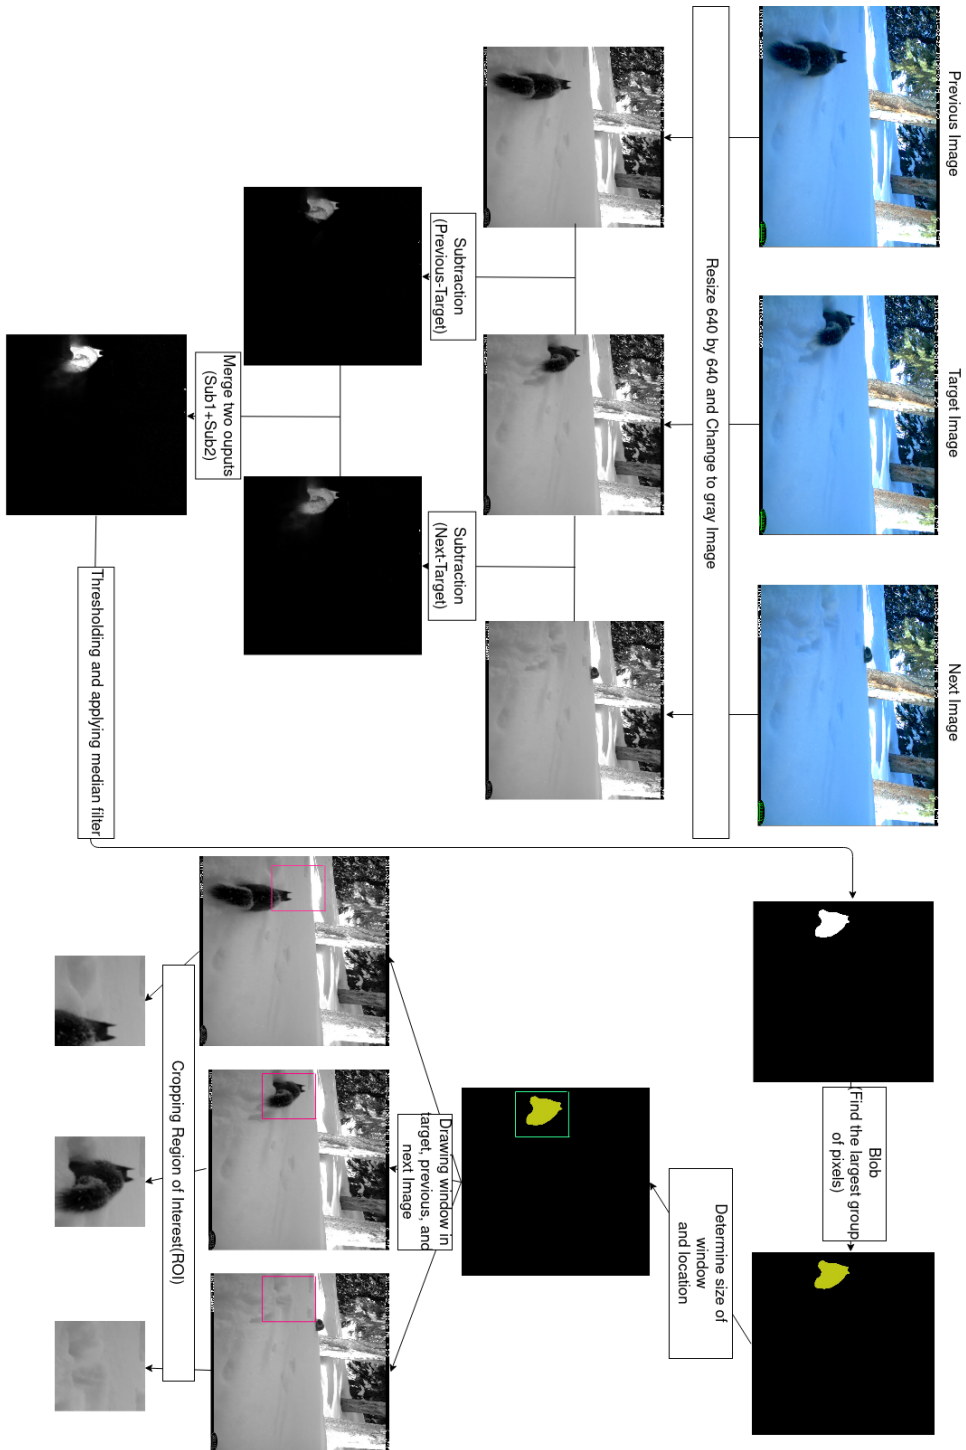 Previous Image
Target Image
Next Image
Resize 640 by 640 and Change to gray Image
Subtraction
(Previous-Target)
Subtraction
(Next-Target)
Merge two ouputs
(Sub1+Sub2)
Thresholding and applying median filter
Blob
(Find the largest group
of pixels)
Determine size of
window
and location
Drawing window in
target, previous, and
next Image
Cropping Region of Interest(ROI)